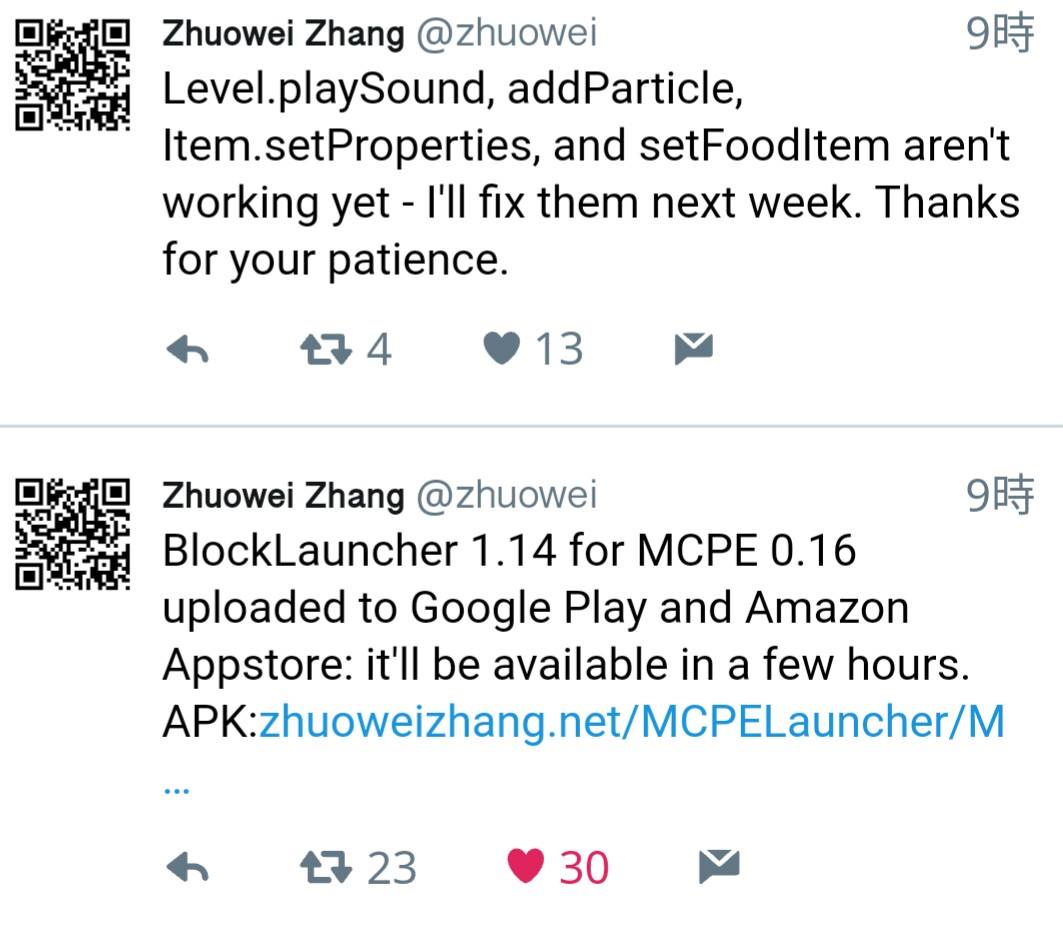 Zhuowei Zhang @zhuowei 9時
Level.playSound, addParticle,
Item.setProperties, and setFoodItem aren't
working yet - I'll fix them next week. Thanks
for your patience.
4 13
Zhuowei Zhang @zhuowei 9時
BlockLauncher 1.14 for MCPE 0.16
uploaded to Google Play and Amazon
Appstore: it'll be available in a few hours.
APK:zhuoweizhang.net/MCPELauncher/M
...
23 30